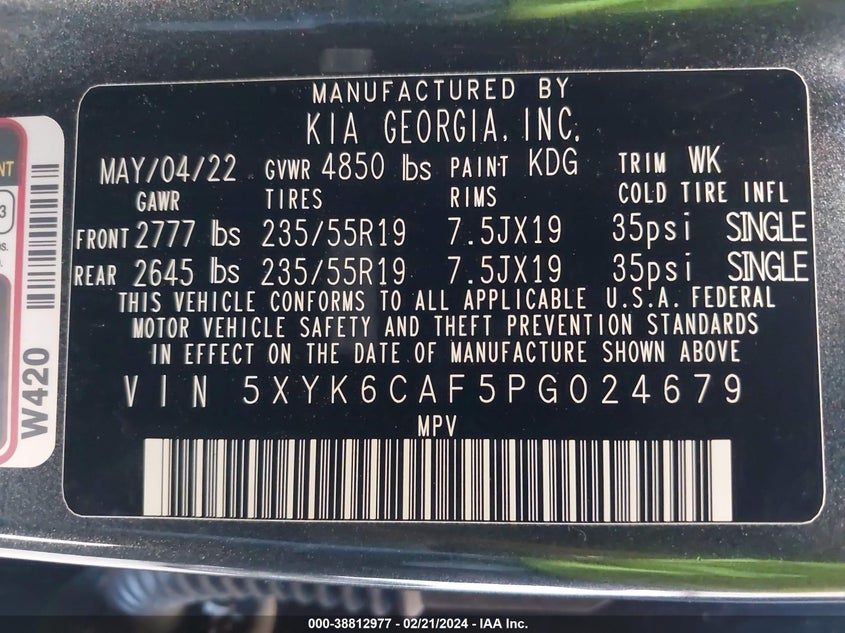 MANUFACTURED BY
KIA GEORGIA, INC.
MAY/04/22 GVWR 4850 lbs PAINT KDG TRIM WK
GAWR TIRES RIMS COLD TIRE INFL
FRONT 2777 lbs 235/55R19 7.5JX19 35psi SINGLE
REAR 2645 lbs 235/55R19 7.5JX19 35psi SINGLE
THIS VEHICLE CONFORMS TO ALL APPLICABLE U.S.A. FEDERAL
MOTOR VEHICLE SAFETY AND THEFT PREVENTION STANDARDS
IN EFFECT ON THE DATE OF MANUFACTURE SHOWN ABOVE
VIN 5XYK6CAF5PG024679
MPV
W420
000-38812977 - 02/21/2024 - IAA Inc.